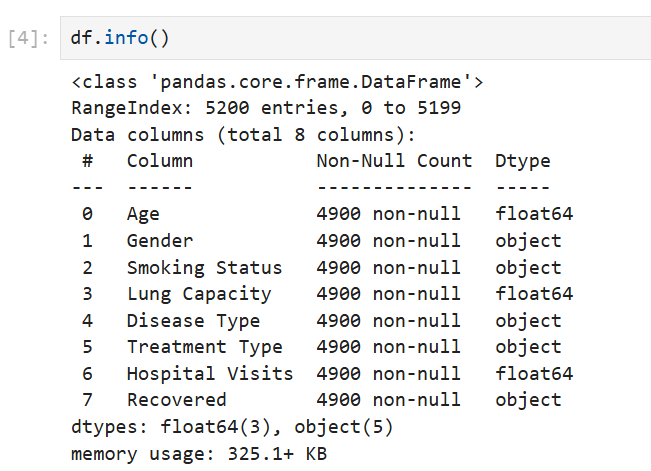 [4]: df.info()
<class 'pandas.core.frame.DataFrame'>
RangeIndex: 5200 entries, 0 to 5199
Data columns (total 8 columns):
 #   Column           Non-Null Count  Dtype
---  ------           --------------  -----
 0   Age              4900 non-null   float64
 1   Gender           4900 non-null   object
 2   Smoking Status   4900 non-null   object
 3   Lung Capacity    4900 non-null   float64
 4   Disease Type     4900 non-null   object
 5   Treatment Type   4900 non-null   object
 6   Hospital Visits  4900 non-null   float64
 7   Recovered        4900 non-null   object
dtypes: float64(3), object(5)
memory usage: 325.1+ KB